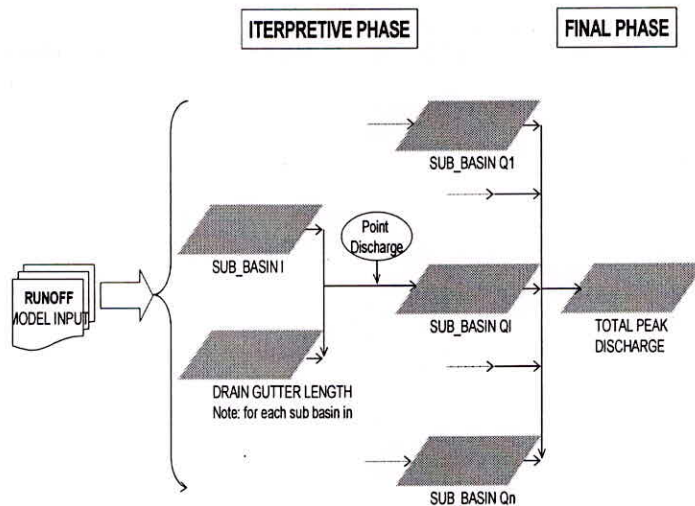 ITERPRETIVE PHASE
FINAL PHASE
SUB_BASIN Q1
Point
Discharge
SUB_BASIN I
RUNOFF
MODEL INPUT
SUB_BASIN QI
TOTAL PEAK
DISCHARGE
DRAIN GUTTER LENGTH
Note: for each sub basin in
SUB_BASIN Qn